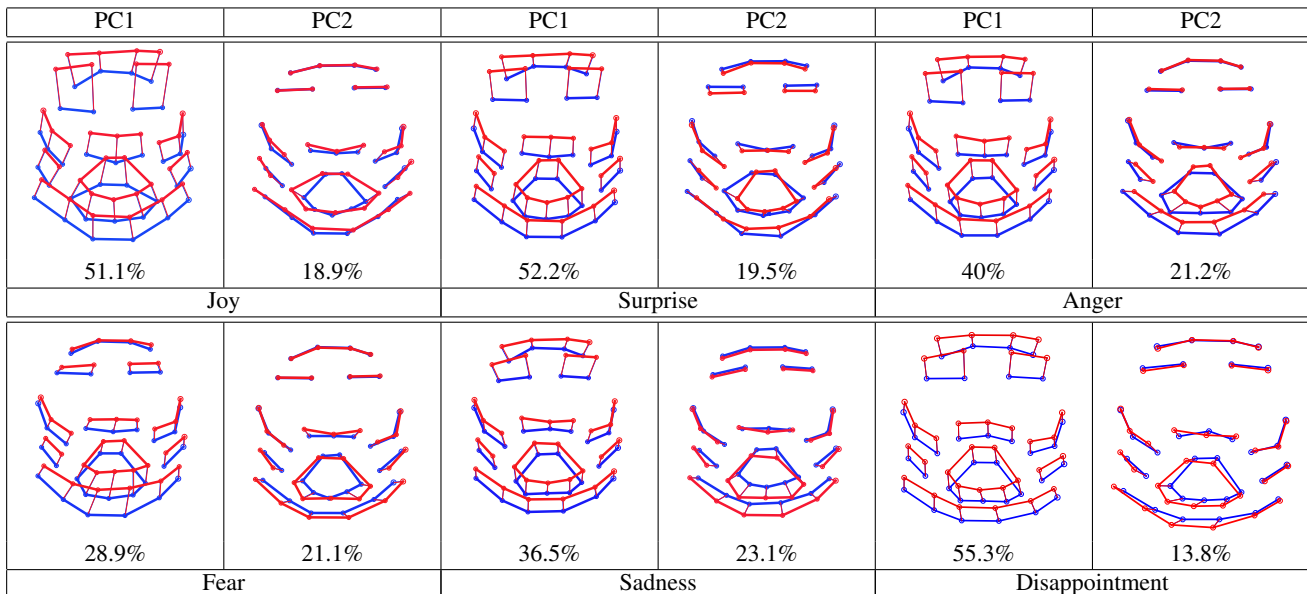 PC1 PC2 PC1 PC2 PC1 PC2
51.1% 18.9% 52.2% 19.5% 40% 21.2%
Joy Surprise Anger
28.9% 21.1% 36.5% 23.1% 55.3% 13.8%
Fear Sadness Disappointment